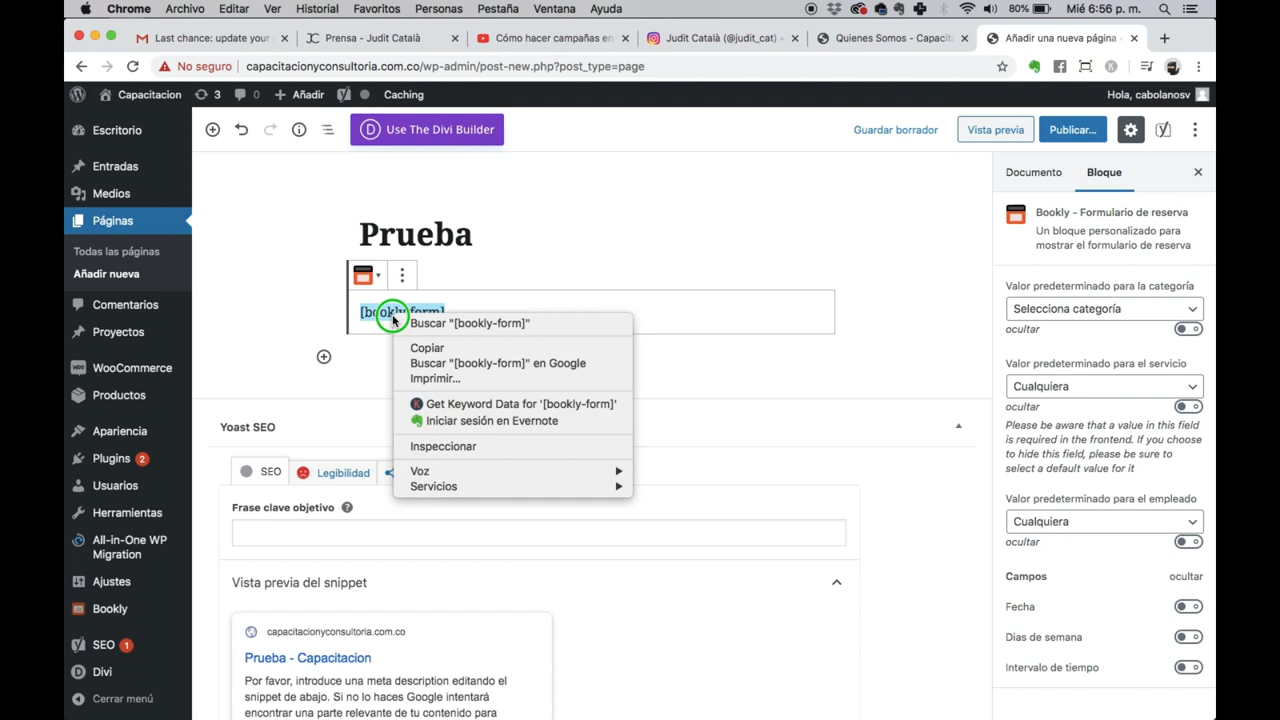 Chrome Archivo Editar Ver Historial Favoritos Personas Pestaña Ventana Ayuda 80% Mié 6:56 p. m.
Last chance: update your Prensa - Judit Català Cómo hacer campañas en Judit Català (@judit_cat) Quienes Somos - Capacit Añadir una nueva página
No seguro capacitacionyconsultoria.com.co/wp-admin/post-new.php?post_type=page
Capacitacion 3 0 Añadir Caching Hola, cabolanosv
Escritorio
Entradas
Medios
Páginas
Todas las páginas
Añadir nueva
Comentarios
Proyectos
WooCommerce
Productos
Apariencia
Plugins 2
Usuarios
Herramientas
All-in-One WP
Migration
Ajustes
Bookly
SEO 1
Divi
Cerrar menú
Use The Divi Builder Guardar borrador Vista previa Publicar...
Prueba
[bookly-form]
Buscar "[bookly-form]"
Copiar
Buscar "[bookly-form]" en Google
Imprimir...
Get Keyword Data for '[bookly-form]'
Iniciar sesión en Evernote
Inspeccionar
Voz
Servicios
Yoast SEO
SEO Legibilidad
Frase clave objetivo
Vista previa del snippet
capacitacionyconsultoria.com.co
Prueba - Capacitacion
Por favor, introduce una meta description editando el
snippet de abajo. Si no lo haces Google intentará
encontrar una parte relevante de tu contenido para
Documento Bloque
Bookly - Formulario de reserva
Un bloque personalizado para
mostrar el formulario de reserva
Valor predeterminado para la categoría
Selecciona categoría
ocultar
Valor predeterminado para el servicio
Cualquiera
ocultar
Please be aware that a value in this field
is required in the frontend. If you choose
to hide this field, please be sure to
select a default value for it
Valor predeterminado para el empleado
Cualquiera
ocultar
Campos ocultar
Fecha
Dias de semana
Intervalo de tiempo